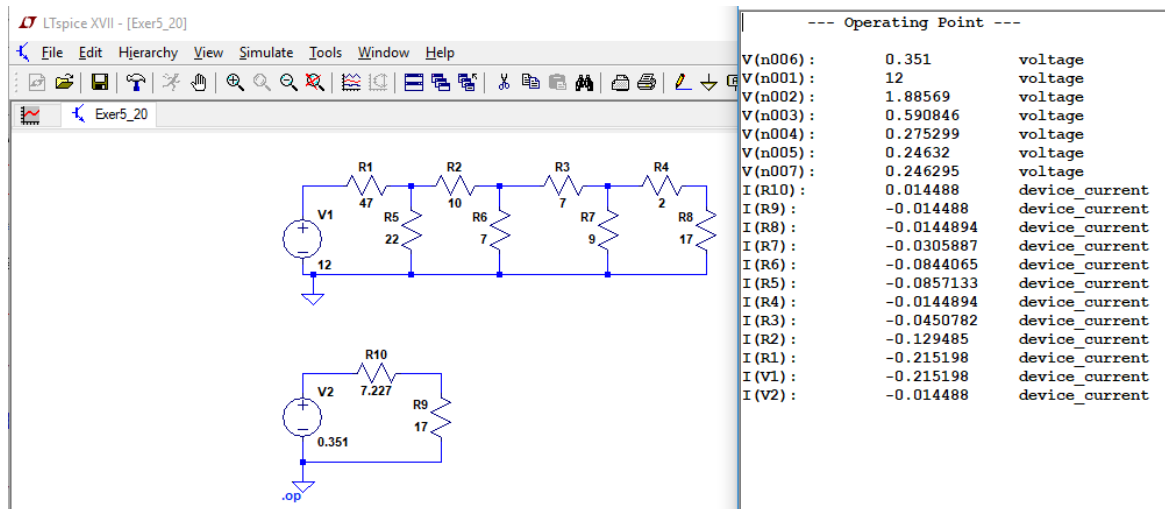 LTspice XVII - [Exer5_20]
File Edit Hierarchy View Simulate Tools Window Help
Exer5_20
R1 R2 R3 R4
47 10 7 2
V1 R5 R6 R7 R8
22 7 9 17
12
R10
7.227
V2 R9
17
0.351
.op
--- Operating Point ---
V(n006): 0.351 voltage
V(n001): 12 voltage
V(n002): 1.88569 voltage
V(n003): 0.590846 voltage
V(n004): 0.275299 voltage
V(n005): 0.24632 voltage
V(n007): 0.246295 voltage
I(R10): 0.014488 device_current
I(R9): -0.014488 device_current
I(R8): -0.0144894 device_current
I(R7): -0.0305887 device_current
I(R6): -0.0844065 device_current
I(R5): -0.0857133 device_current
I(R4): -0.0144894 device_current
I(R3): -0.0450782 device_current
I(R2): -0.129485 device_current
I(R1): -0.215198 device_current
I(V1): -0.215198 device_current
I(V2): -0.014488 device_current